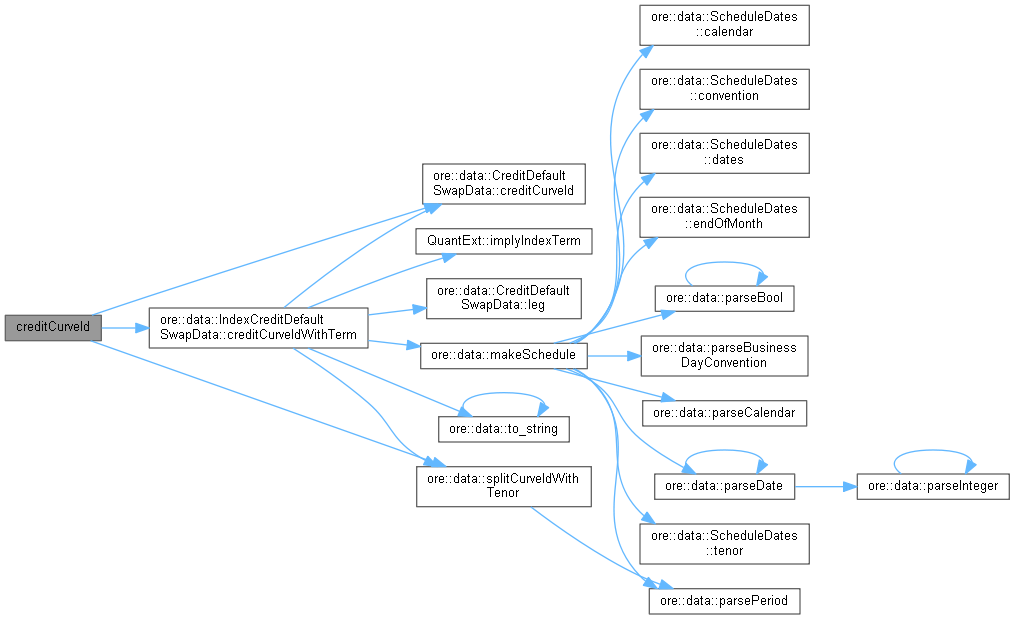 creditCurveId
ore::data::IndexCreditDefault
SwapData::creditCurveIdWithTerm
ore::data::CreditDefault
SwapData::creditCurveId
QuantExt::implyIndexTerm
ore::data::CreditDefault
SwapData::leg
ore::data::makeSchedule
ore::data::to_string
ore::data::splitCurveIdWith
Tenor
ore::data::ScheduleDates
::calendar
ore::data::ScheduleDates
::convention
ore::data::ScheduleDates
::dates
ore::data::ScheduleDates
::endOfMonth
ore::data::parseBool
ore::data::parseBusiness
DayConvention
ore::data::parseCalendar
ore::data::parseDate
ore::data::parseInteger
ore::data::ScheduleDates
::tenor
ore::data::parsePeriod